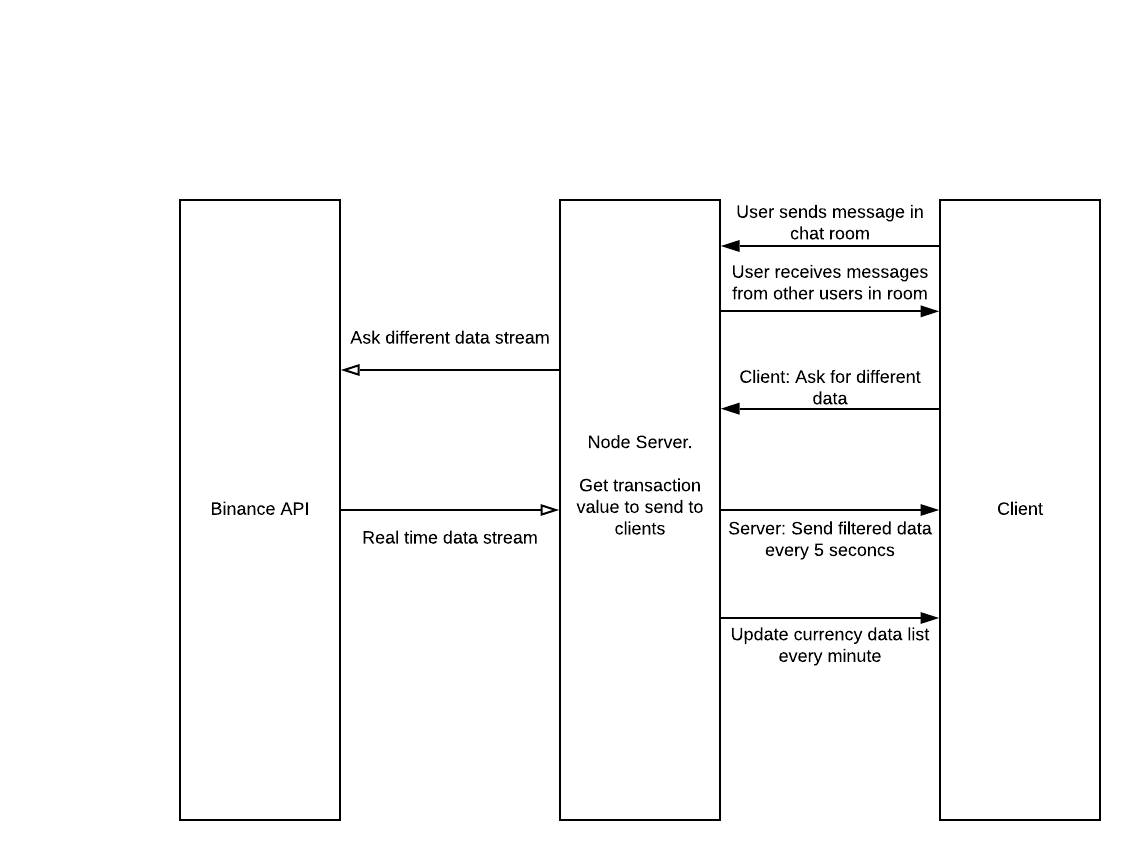 User sends message in
chat room
User receives messages
from other users in room
Ask different data stream
Client: Ask for different
data
Node Server.
Get transaction
value to send to
clients
Binance API
Client
Real time data stream
Server: Send filtered data
every 5 seconcs
Update currency data list
every minute